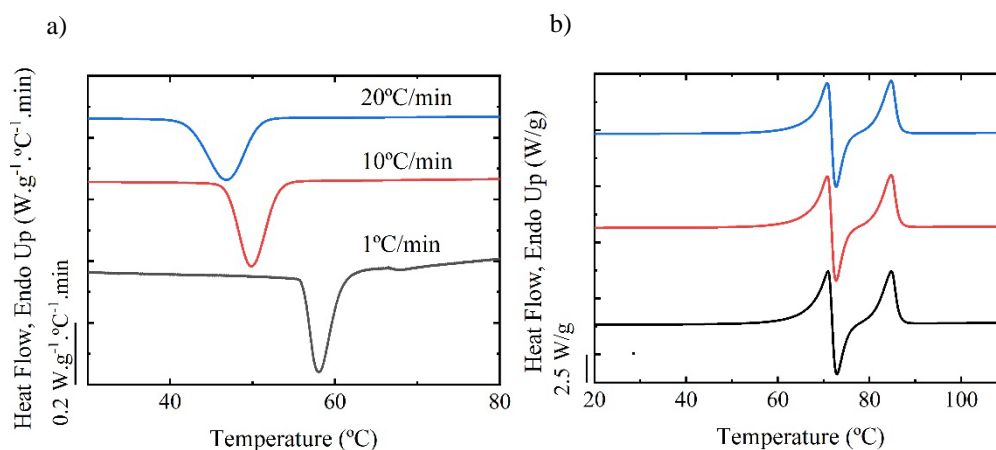 a)
Heat Flow, Endo Up (W.g⁻¹.ºC⁻¹.min)
0.2 W.g⁻¹.ºC⁻¹.min
20ºC/min
10ºC/min
1ºC/min
40 60 80
Temperature (ºC)
b)
Heat Flow, Endo Up (W/g)
2.5 W/g
20 40 60 80 100
Temperature (ºC)